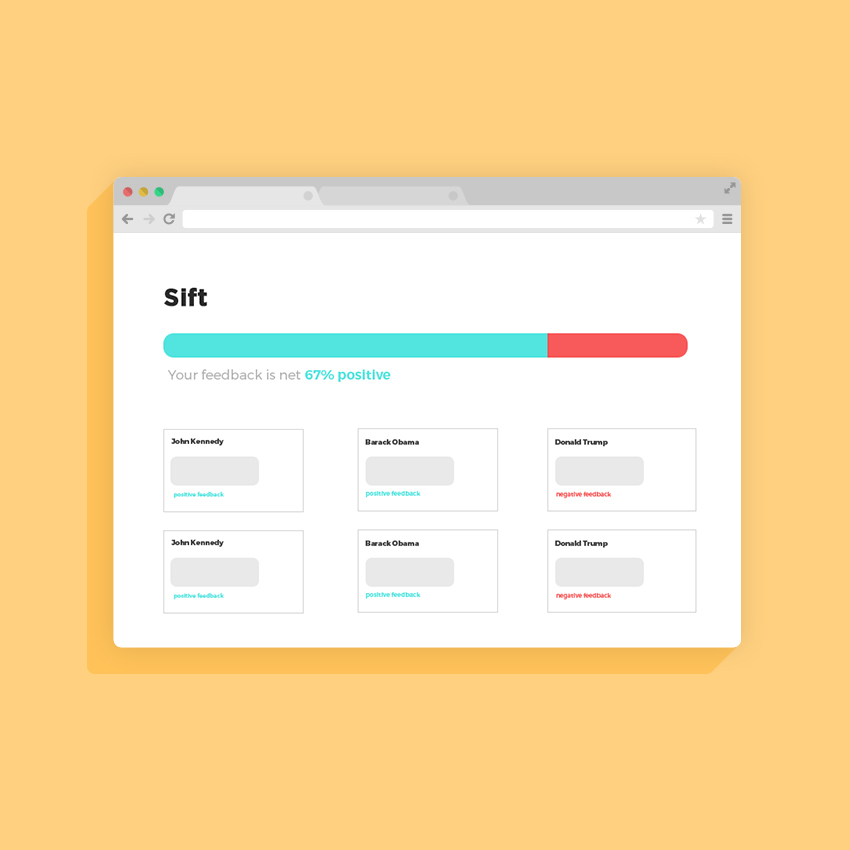 Sift
Your feedback is net 67% positive
John Kennedy
positive feedback
Barack Obama
positive feedback
Donald Trump
negative feedback
John Kennedy
positive feedback
Barack Obama
positive feedback
Donald Trump
negative feedback